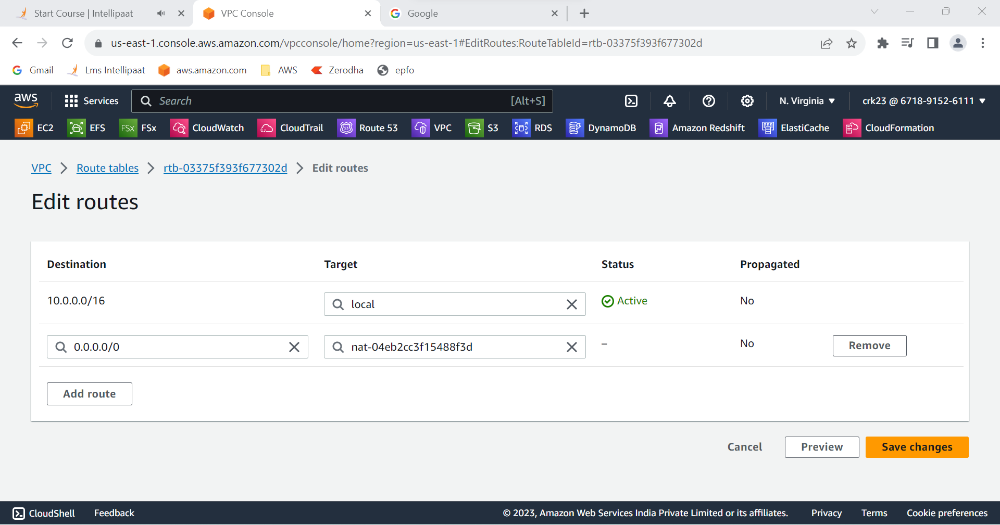 Start Course | Intellipaat
VPC Console
Google
us-east-1.console.aws.amazon.com/vpcconsole/home?region=us-east-1#EditRoutes:RouteTableId=rtb-03375f393f677302d
Gmail
Lms Intellipaat
aws.amazon.com
AWS
Zerodha
epfo
aws
Services
Search
[Alt+S]
N. Virginia
crk23 @ 6718-9152-6111
EC2
EFS
FSx
FSx
CloudWatch
CloudTrail
53
Route 53
VPC
S3
RDS
DynamoDB
Amazon Redshift
ElastiCache
CloudFormation
VPC
Route tables
rtb-03375f393f677302d
Edit routes
Edit routes
Destination
Target
Status
Propagated
10.0.0.0/16
local
Active
No
0.0.0.0/0
nat-04eb2cc3f15488f3d
–
No
Remove
Add route
Cancel
Preview
Save changes
CloudShell
Feedback
© 2023, Amazon Web Services India Private Limited or its affiliates.
Privacy
Terms
Cookie preferences